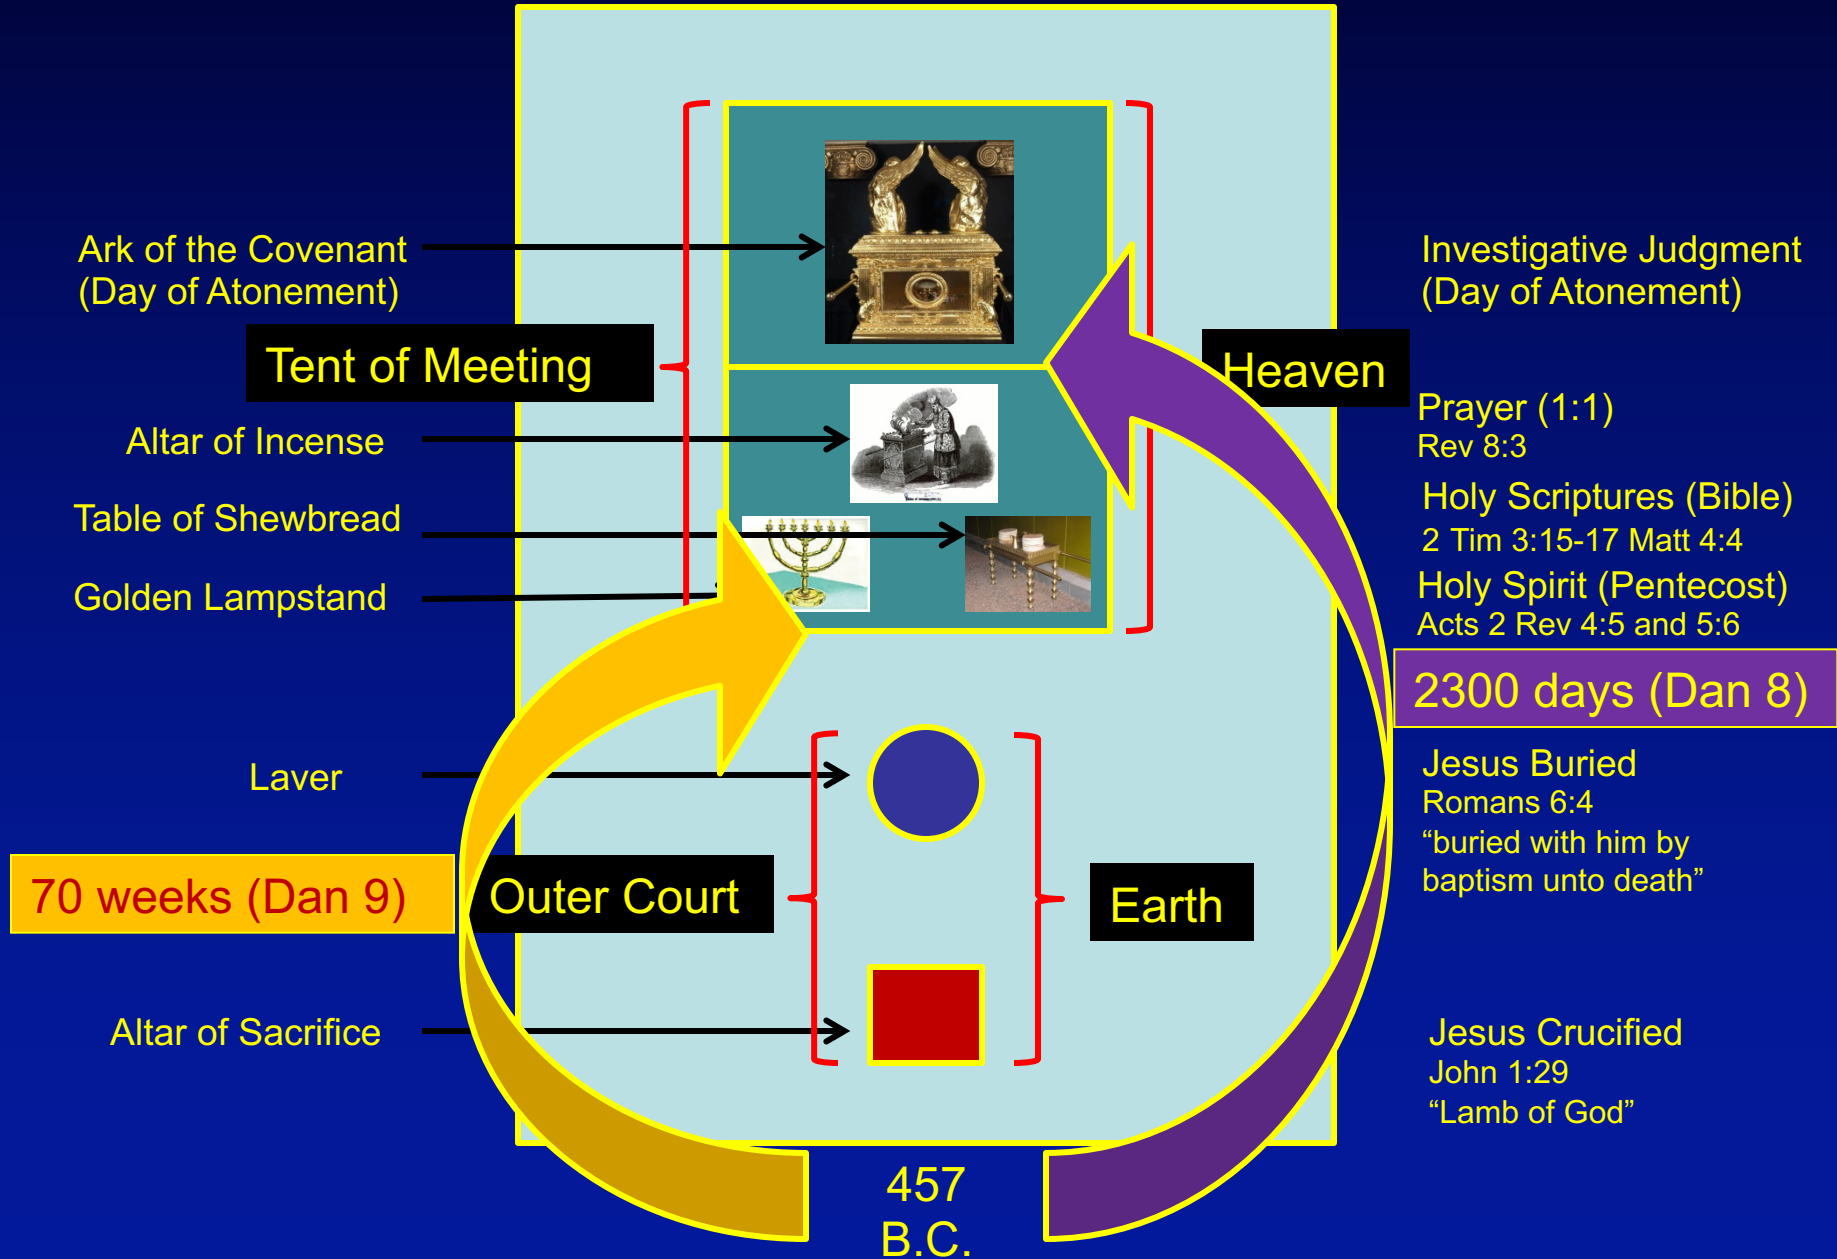 Ark of the Covenant
(Day of Atonement)
Tent of Meeting
Altar of Incense
Table of Shewbread
Golden Lampstand
Laver
70 weeks (Dan 9)
Outer Court
Altar of Sacrifice
457
B.C.
Earth
Heaven
Investigative Judgment
(Day of Atonement)
Prayer (1:1)
Rev 8:3
Holy Scriptures (Bible)
2 Tim 3:15-17 Matt 4:4
Holy Spirit (Pentecost)
Acts 2 Rev 4:5 and 5:6
2300 days (Dan 8)
Jesus Buried
Romans 6:4
“buried with him by
baptism unto death”
Jesus Crucified
John 1:29
“Lamb of God”